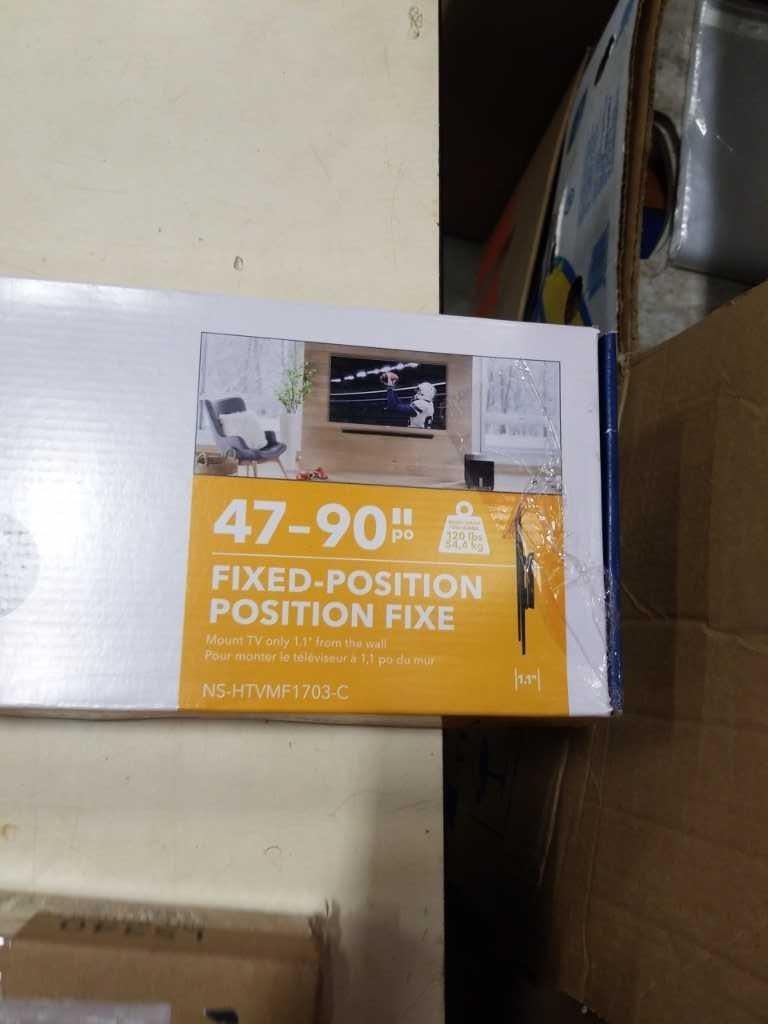 47-90"
po
120 lbs
54,4 kg
FIXED-POSITION
POSITION FIXE
Mount TV only 1.1" from the wall
Pour monter le téléviseur à 1,1 po du mur
1.1"
NS-HTVMF1703-C